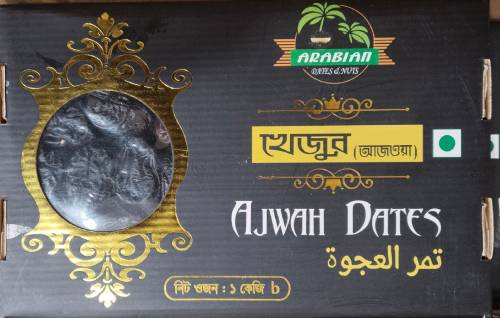 ARABIAN
DATES & NUTS
খেজুর (আজওয়া)
AJWAH DATES
تمر العجوة
নিট ওজন : ১ কেজি b